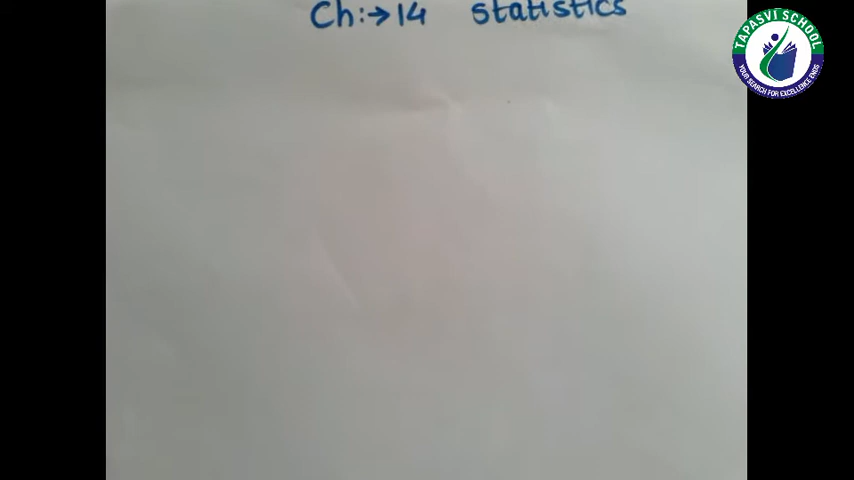 Ch:→14 statistics
TAPASVI SCHOOL
YOUR SEARCH FOR EXCELLENCE ENDS